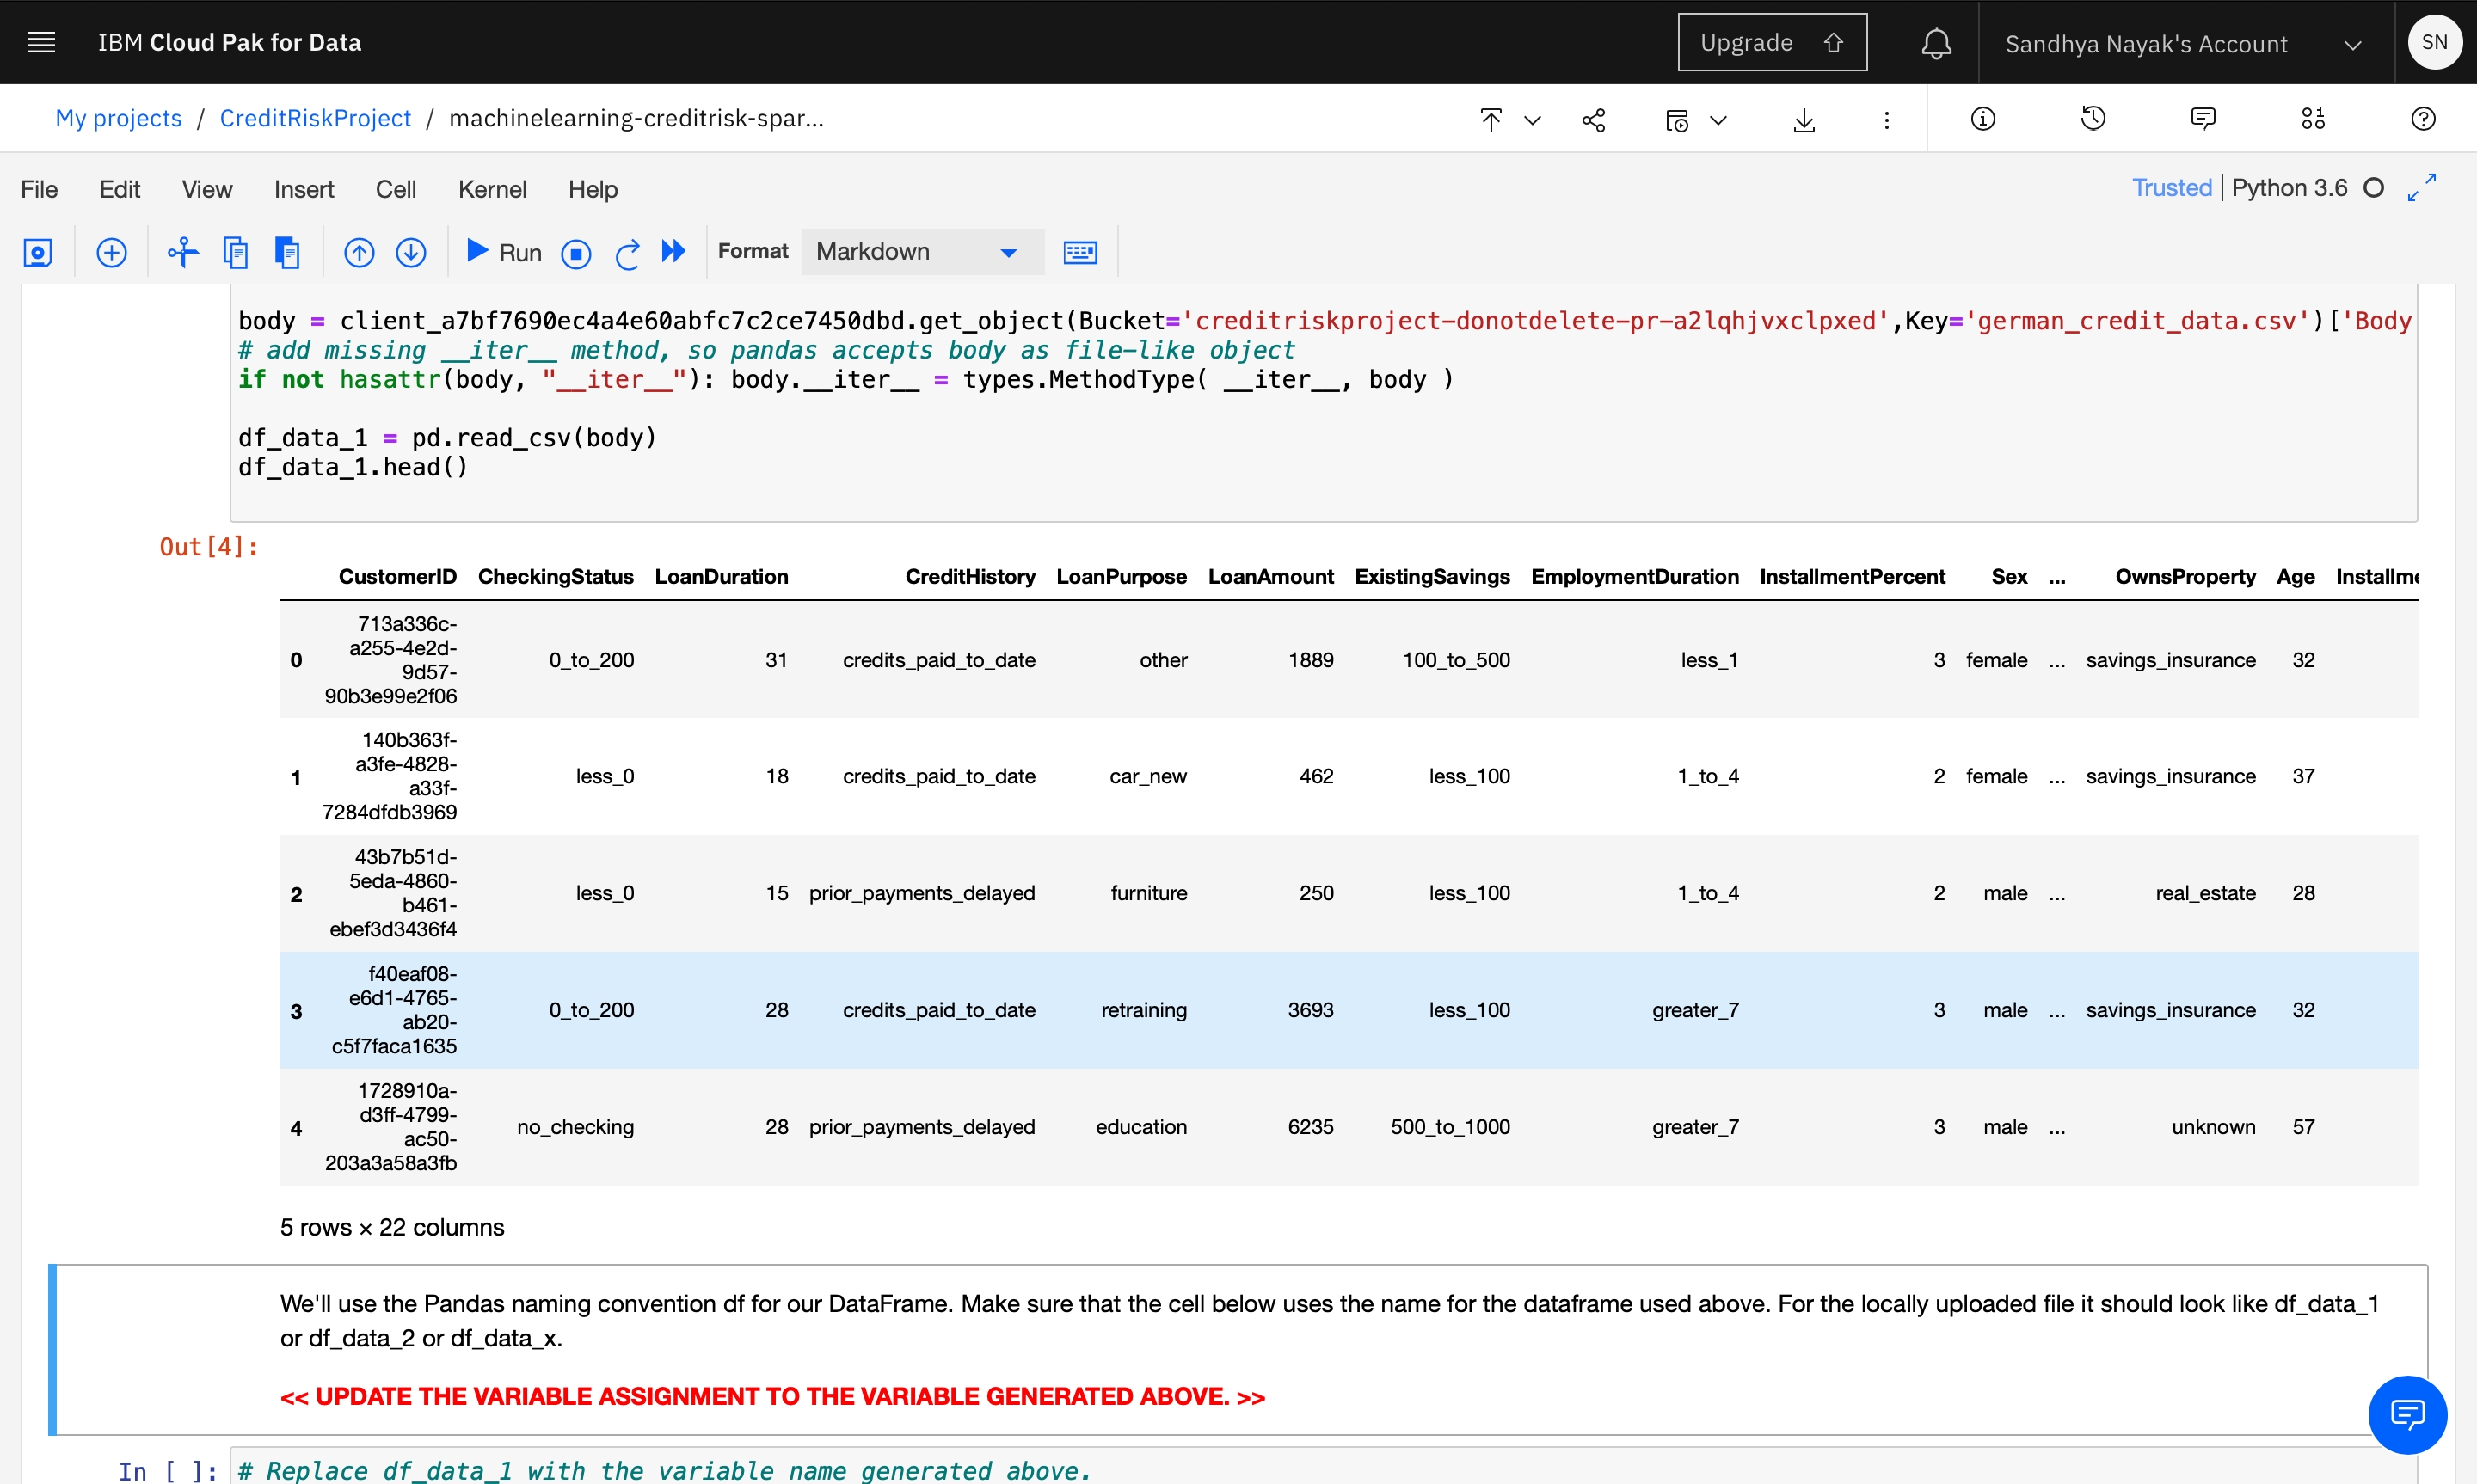 IBM Cloud Pak for Data
Upgrade
Sandhya Nayak's Account
SN
My projects / CreditRiskProject / machinelearning-creditrisk-spar...
File Edit View Insert Cell Kernel Help
Trusted | Python 3.6
Run
Format
Markdown
body = client_a7bf7690ec4a4e60abfc7c2ce7450dbd.get_object(Bucket='creditriskproject-donotdelete-pr-a2lqhjvxclpxed',Key='german_credit_data.csv')['Body
# add missing __iter__ method, so pandas accepts body as file-like object
if not hasattr(body, "__iter__"): body.__iter__ = types.MethodType( __iter__, body )
df_data_1 = pd.read_csv(body)
df_data_1.head()
Out[4]:
CustomerID CheckingStatus LoanDuration CreditHistory LoanPurpose LoanAmount ExistingSavings EmploymentDuration InstallmentPercent Sex ... OwnsProperty Age Installme
713a336c-
a255-4e2d-
9d57-
90b3e99e2f06
0 0_to_200 31 credits_paid_to_date other 1889 100_to_500 less_1 3 female ... savings_insurance 32
140b363f-
a3fe-4828-
a33f-
7284dfdb3969
1 less_0 18 credits_paid_to_date car_new 462 less_100 1_to_4 2 female ... savings_insurance 37
43b7b51d-
5eda-4860-
b461-
ebef3d3436f4
2 less_0 15 prior_payments_delayed furniture 250 less_100 1_to_4 2 male ... real_estate 28
f40eaf08-
e6d1-4765-
ab20-
c5f7faca1635
3 0_to_200 28 credits_paid_to_date retraining 3693 less_100 greater_7 3 male ... savings_insurance 32
1728910a-
d3ff-4799-
ac50-
203a3a58a3fb
4 no_checking 28 prior_payments_delayed education 6235 500_to_1000 greater_7 3 male ... unknown 57
5 rows × 22 columns
We'll use the Pandas naming convention df for our DataFrame. Make sure that the cell below uses the name for the dataframe used above. For the locally uploaded file it should look like df_data_1
or df_data_2 or df_data_x.
<< UPDATE THE VARIABLE ASSIGNMENT TO THE VARIABLE GENERATED ABOVE. >>
In [ ]: # Replace df_data_1 with the variable name generated above.